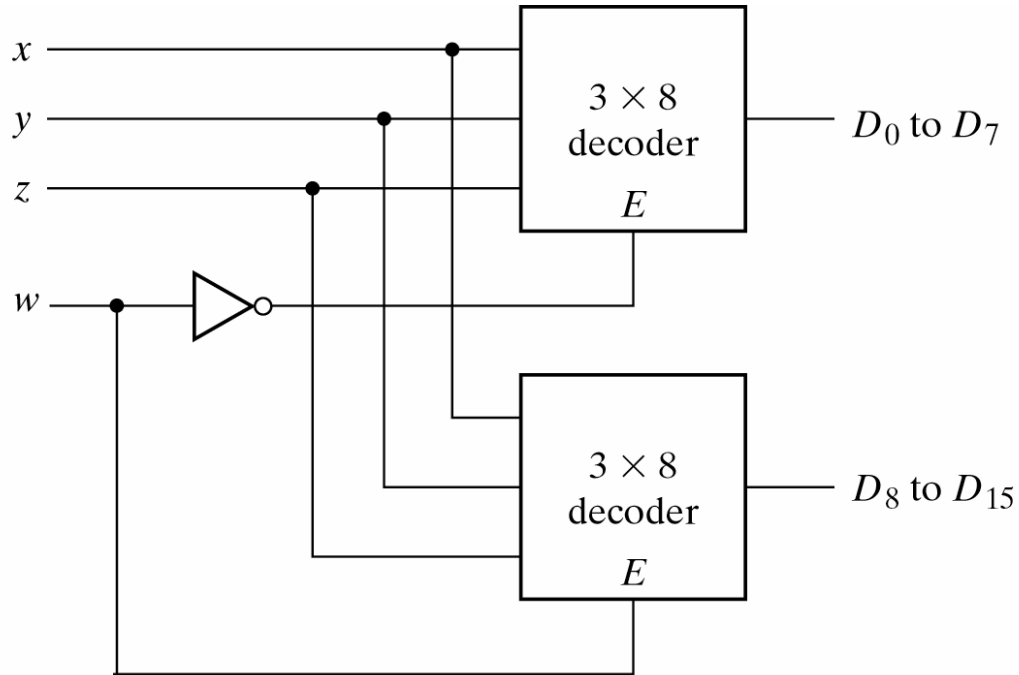 x
y
z
w
3 × 8
decoder
E
D₀ to D₇
3 × 8
decoder
E
D₈ to D₁₅